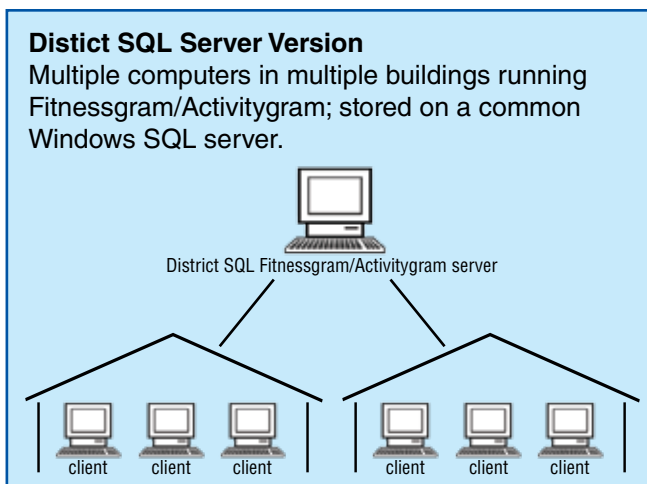 Distict SQL Server Version
Multiple computers in multiple buildings running
Fitnessgram/Activitygram; stored on a common
Windows SQL server.
District SQL Fitnessgram/Activitygram server
client client client client client client